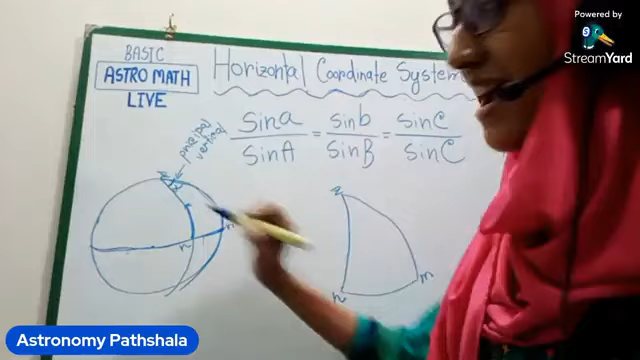 Powered by
StreamYard
BASIC
ASTRO MATH
LIVE
Horizontal Coordinate System
sin a / sin A = sin b / sin B = sin c / sin C
principal
vertical
z
n
z
n
m
Astronomy Pathshala